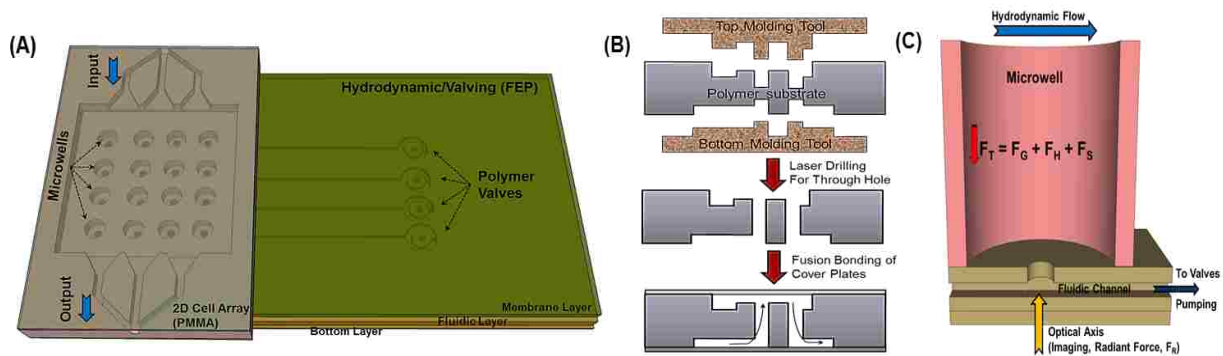 (A)
Input
Microwells
Output
2D Cell Array
(PMMA)
Hydrodynamic/Valving (FEP)
Polymer
Valves
Membrane Layer
Fluidic Layer
Bottom Layer
(B)
Top Molding Tool
Polymer substrate
Bottom Molding Tool
Laser Drilling
For Through Hole
Fusion Bonding of
Cover Plates
(C)
Hydrodynamic Flow
Microwell
F_T = F_G + F_H + F_S
Fluidic Channel
To Valves
Pumping
Optical Axis
(Imaging, Radiant Force, F_R)